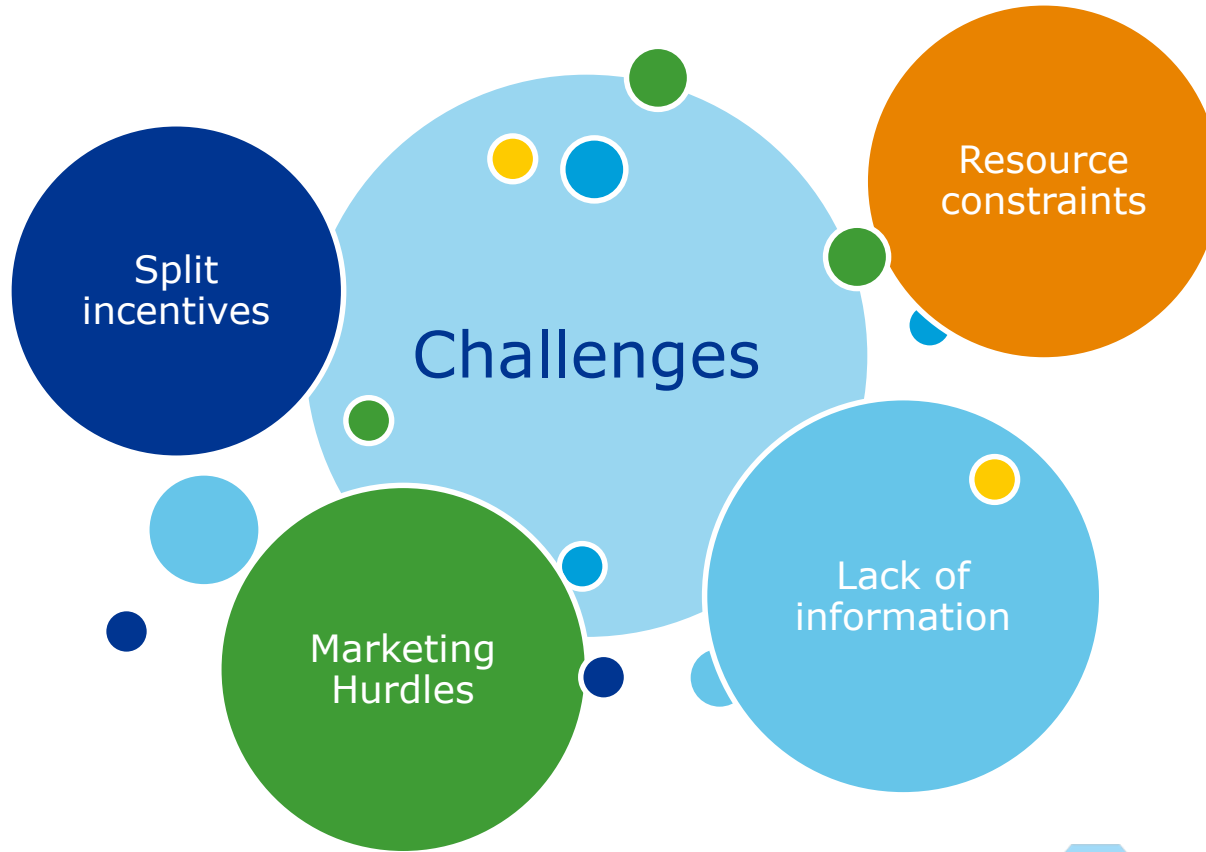 Resource
constraints
Split
incentives
Challenges
Lack of
information
Marketing
Hurdles